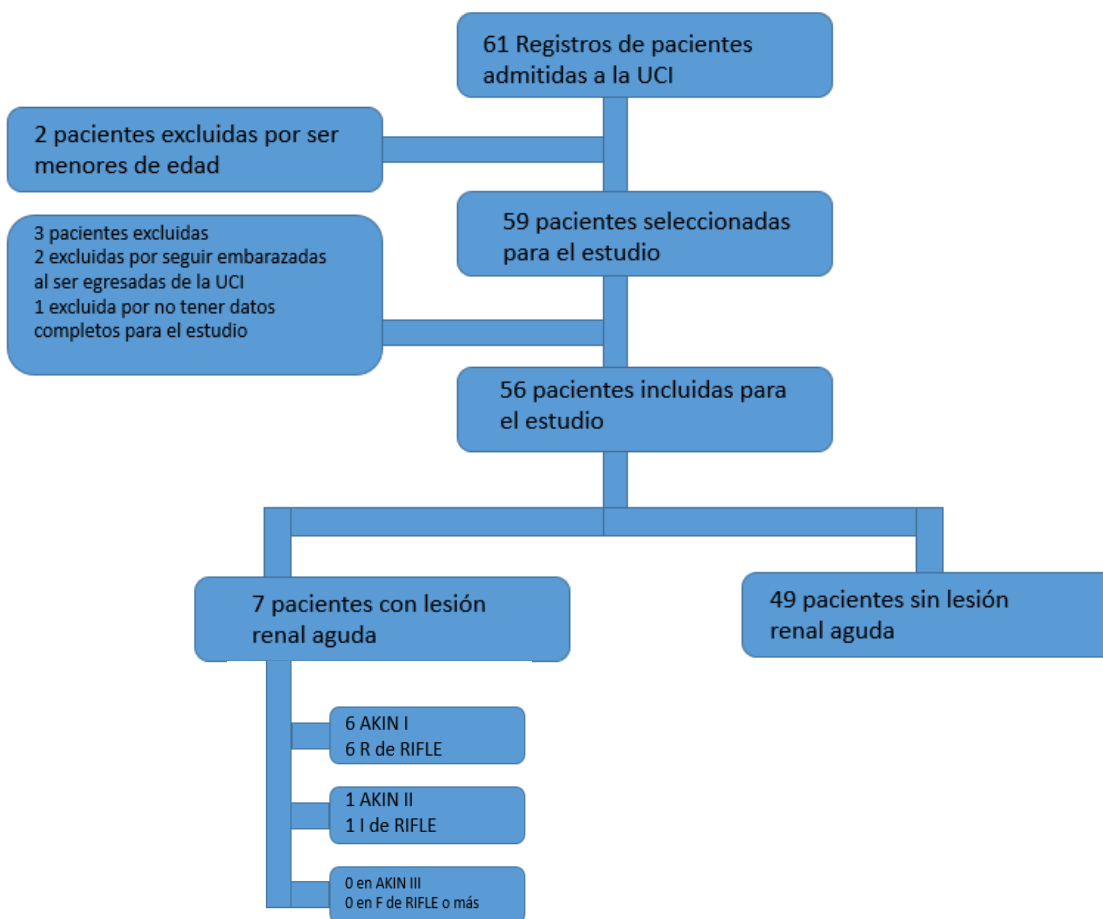 61 Registros de pacientes
admitidas a la UCI
2 pacientes excluidas por ser
menores de edad
59 pacientes seleccionadas
para el estudio
3 pacientes excluidas
2 excluidas por seguir embarazadas
al ser egresadas de la UCI
1 excluida por no tener datos
completos para el estudio
56 pacientes incluidas para
el estudio
7 pacientes con lesión
renal aguda
49 pacientes sin lesión
renal aguda
6 AKIN I
6 R de RIFLE
1 AKIN II
1 I de RIFLE
0 en AKIN III
0 en F de RIFLE o más